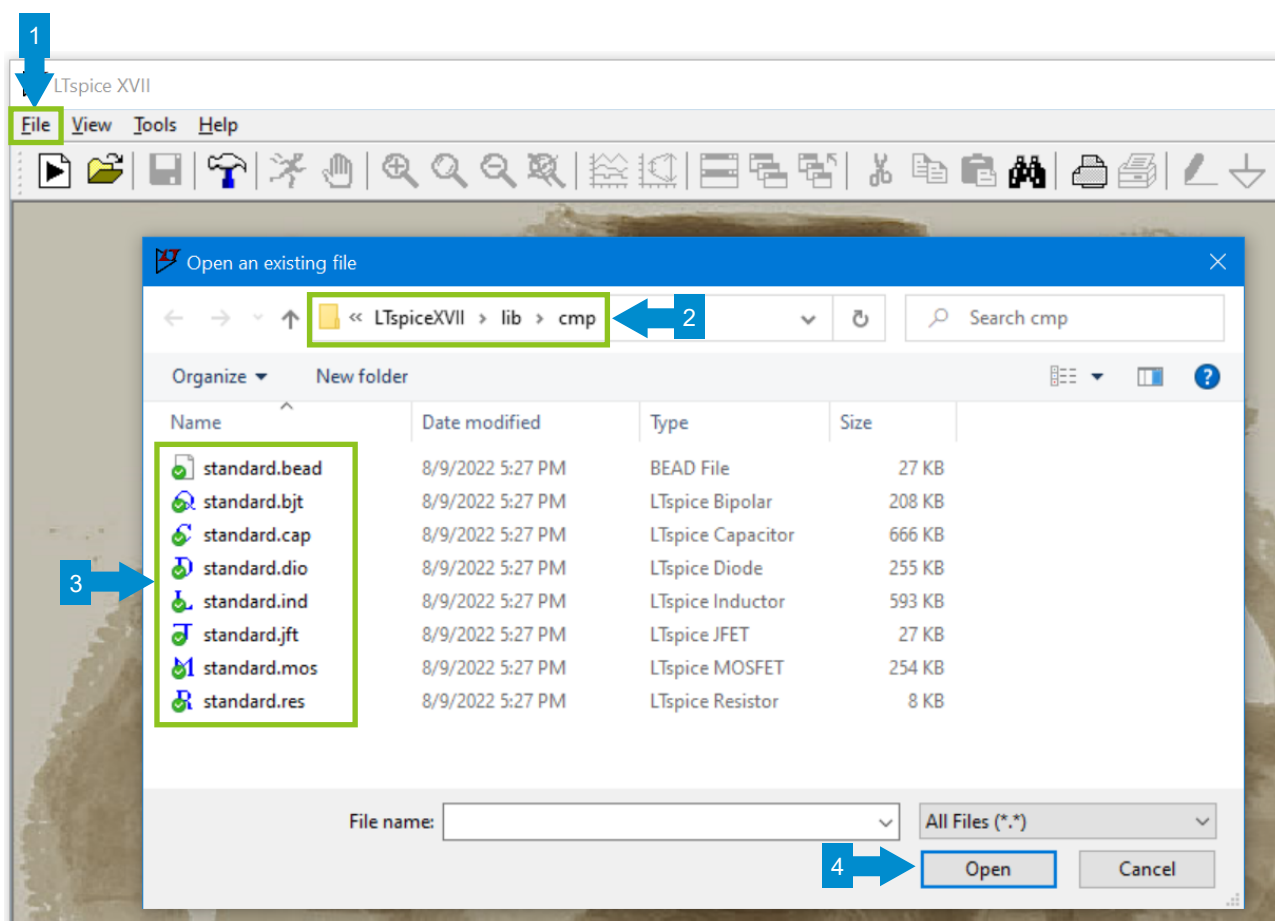 1
LTspice XVII
File View Tools Help
Open an existing file
« LTspiceXVII › lib › cmp
2
Search cmp
Organize
New folder
?
Name Date modified Type Size
standard.bead 8/9/2022 5:27 PM BEAD File 27 KB
standard.bjt 8/9/2022 5:27 PM LTspice Bipolar 208 KB
standard.cap 8/9/2022 5:27 PM LTspice Capacitor 666 KB
standard.dio 8/9/2022 5:27 PM LTspice Diode 255 KB
3
standard.ind 8/9/2022 5:27 PM LTspice Inductor 593 KB
standard.jft 8/9/2022 5:27 PM LTspice JFET 27 KB
standard.mos 8/9/2022 5:27 PM LTspice MOSFET 254 KB
standard.res 8/9/2022 5:27 PM LTspice Resistor 8 KB
File name:
All Files (*.*)
4
Open
Cancel